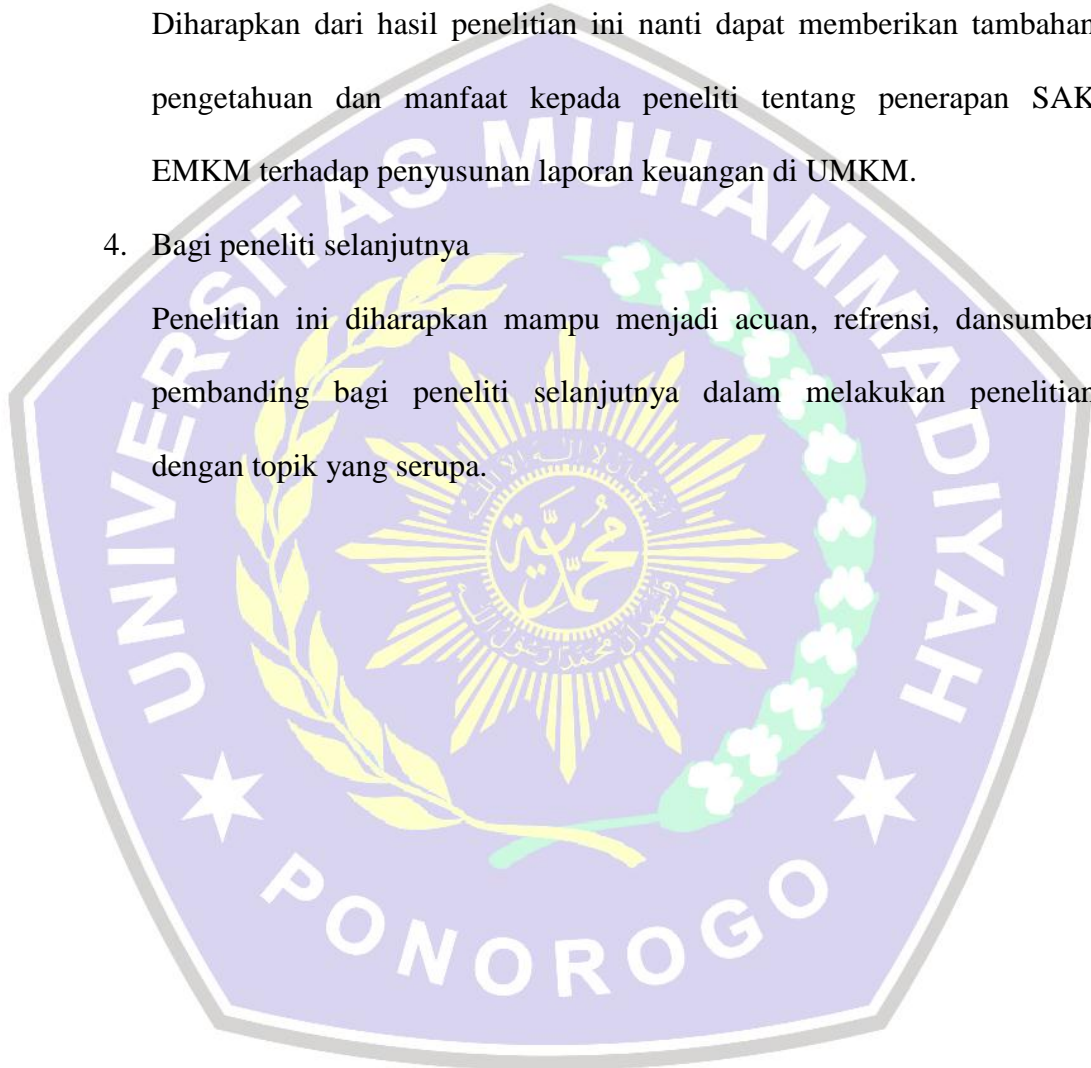 Diharapkan dari hasil penelitian ini nanti dapat memberikan tambahan
pengetahuan dan manfaat kepada peneliti tentang penerapan SAK
EMKM terhadap penyusunan laporan keuangan di UMKM.
4. Bagi peneliti selanjutnya
Penelitian ini diharapkan mampu menjadi acuan, refrensi, dansumber
pembanding bagi peneliti selanjutnya dalam melakukan penelitian
dengan topik yang serupa.
UNIVERSITAS MUHAMMADIYAH
PONOROGO
محمدية